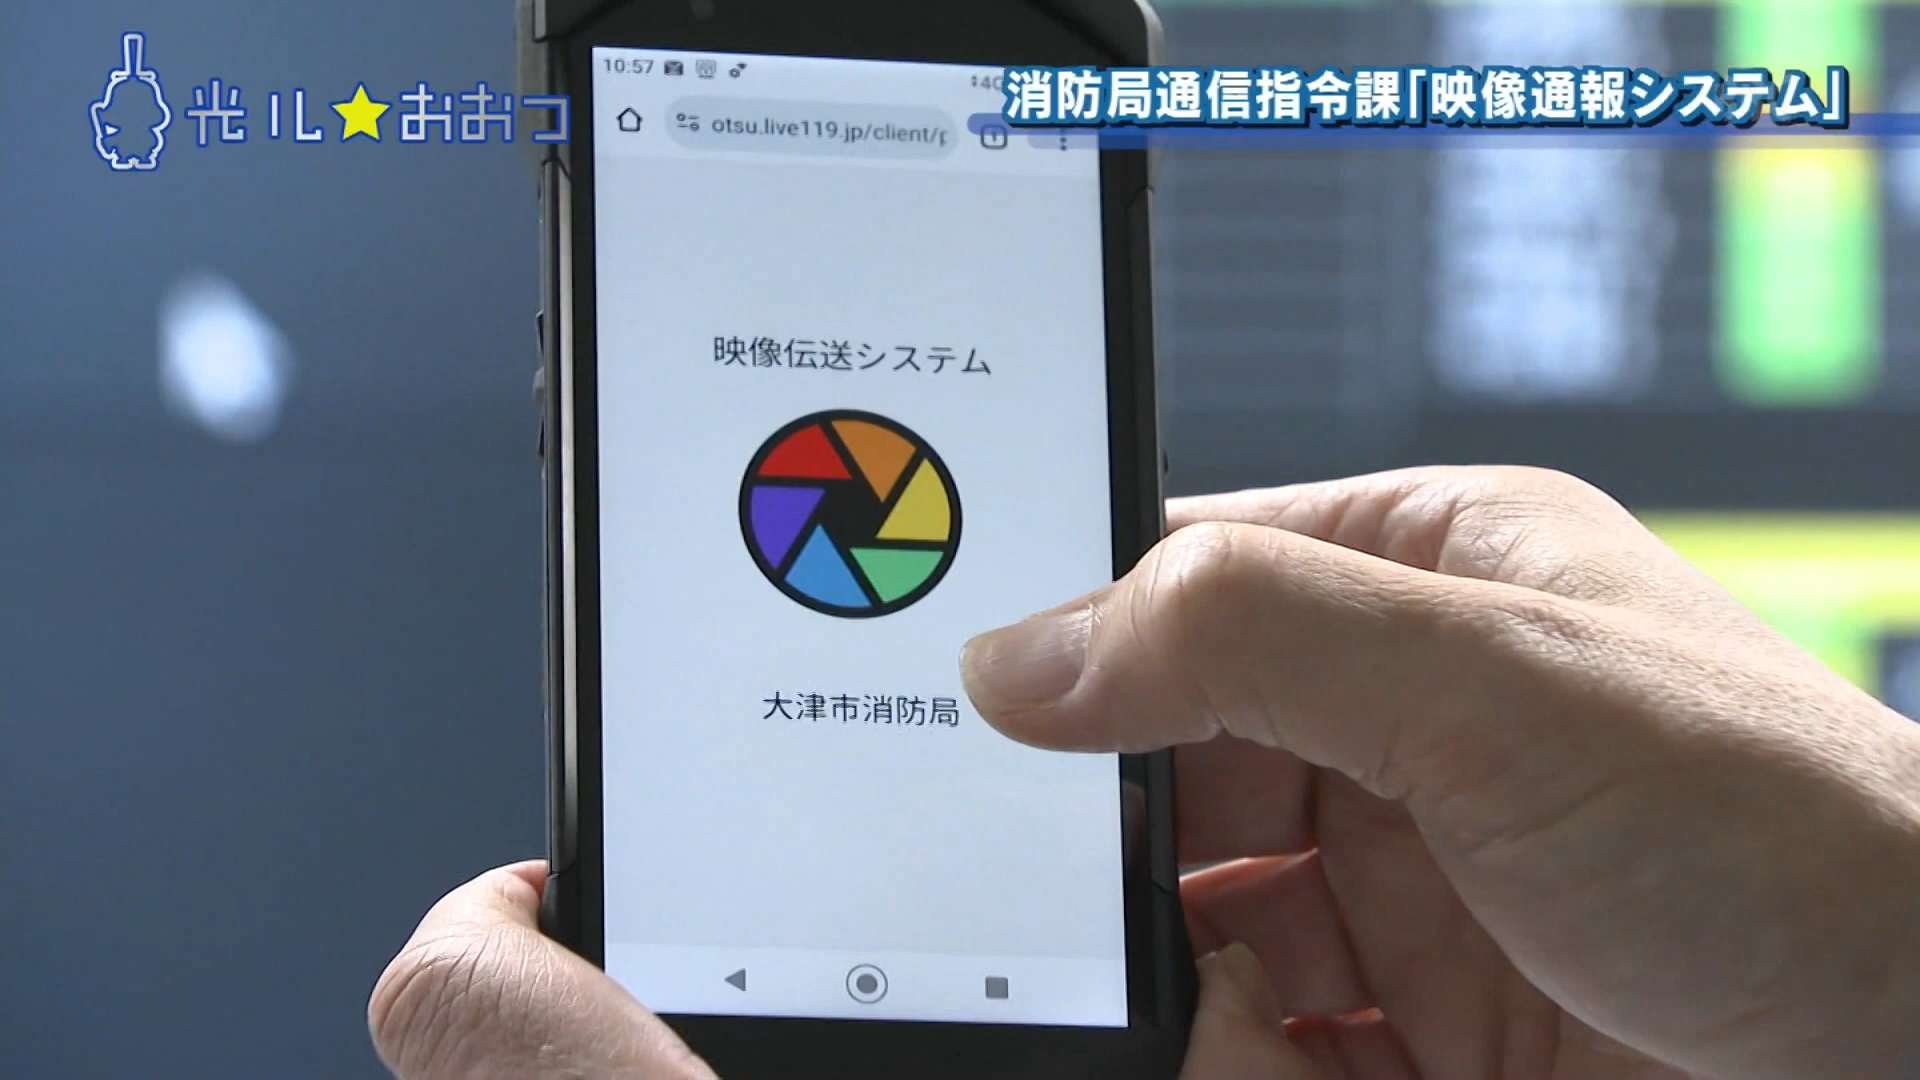 光ル★おおつ
消防局通信指令課「映像通報システム」
10:57
otsu.live119.jp/client/
映像伝送システム
大津市消防局